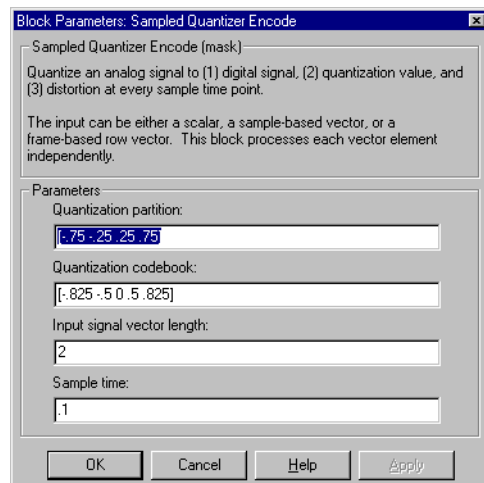 Block Parameters: Sampled Quantizer Encode
Sampled Quantizer Encode (mask)
Quantize an analog signal to (1) digital signal, (2) quantization value, and
(3) distortion at every sample time point.
The input can be either a scalar, a sample-based vector, or a
frame-based row vector. This block processes each vector element
independently.
Parameters
Quantization partition:
[-.75 -.25 .25 .75]
Quantization codebook:
[-.825 -.5 0 .5 .825]
Input signal vector length:
2
Sample time:
.1
OK Cancel Help Apply